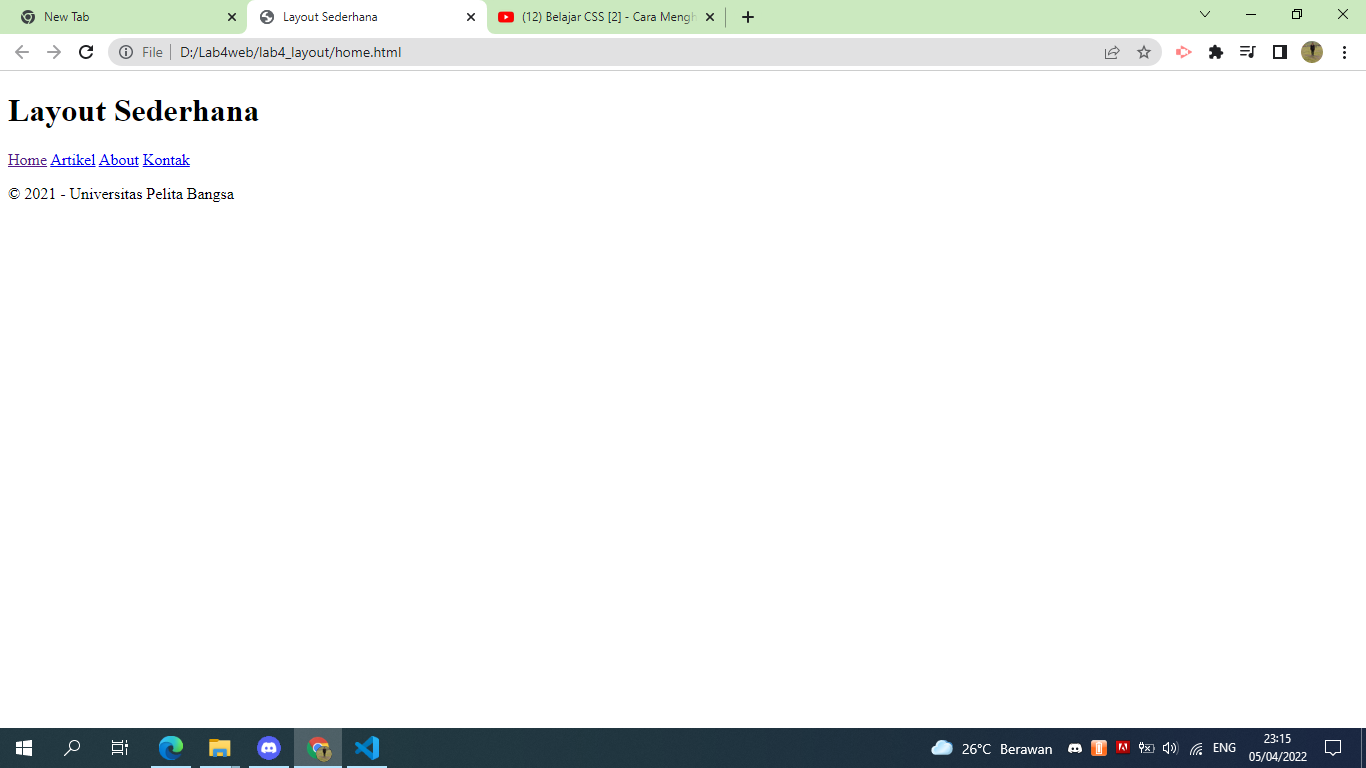 New Tab
Layout Sederhana
(12) Belajar CSS [2] - Cara Mengh
File
D:/Lab4web/lab4_layout/home.html
Layout Sederhana
Home Artikel About Kontak
© 2021 - Universitas Pelita Bangsa
26°C Berawan
ENG
23:15
05/04/2022